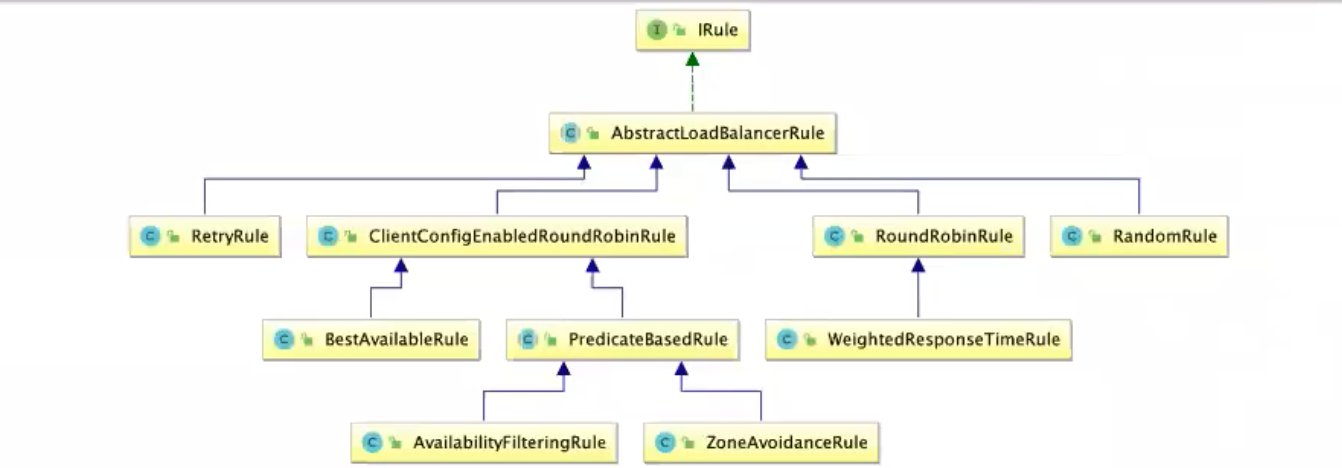 IRule
AbstractLoadBalancerRule
RetryRule
ClientConfigEnabledRoundRobinRule
RoundRobinRule
RandomRule
BestAvailableRule
PredicateBasedRule
WeightedResponseTimeRule
AvailabilityFilteringRule
ZoneAvoidanceRule